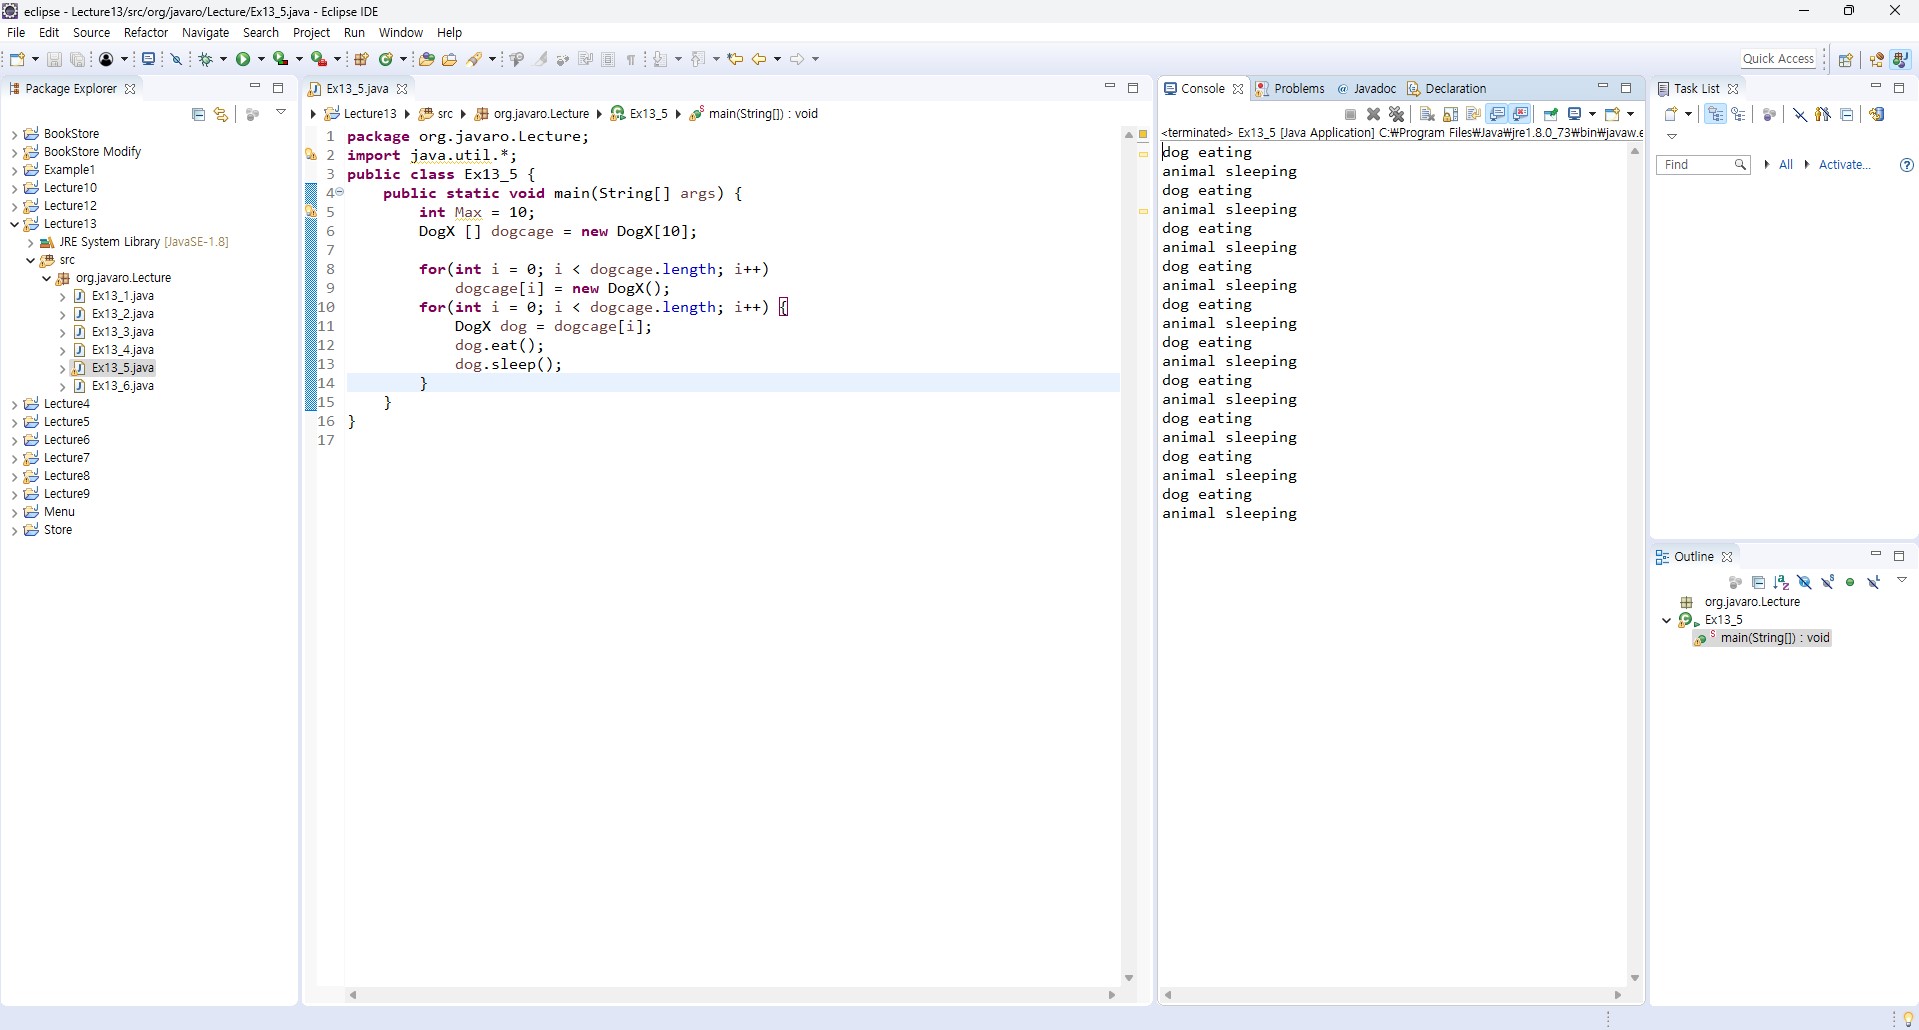 eclipse - Lecture13/src/org/javaro/Lecture/Ex13_5.java - Eclipse IDE
File Edit Source Refactor Navigate Search Project Run Window Help
Quick Access
Package Explorer
BookStore
BookStore Modify
Example1
Lecture10
Lecture12
Lecture13
JRE System Library [JavaSE-1.8]
src
org.javaro.Lecture
Ex13_1.java
Ex13_2.java
Ex13_3.java
Ex13_4.java
Ex13_5.java
Ex13_6.java
Lecture4
Lecture5
Lecture6
Lecture7
Lecture8
Lecture9
Menu
Store
Ex13_5.java
Lecture13 src org.javaro.Lecture Ex13_5 main(String[]) : void
1 package org.javaro.Lecture;
2 import java.util.*;
3 public class Ex13_5 {
4 public static void main(String[] args) {
5 int Max = 10;
6 DogX [] dogcage = new DogX[10];
7
8 for(int i = 0; i < dogcage.length; i++)
9 dogcage[i] = new DogX();
10 for(int i = 0; i < dogcage.length; i++) {
11 DogX dog = dogcage[i];
12 dog.eat();
13 dog.sleep();
14 }
15 }
16 }
17
Console Problems @ Javadoc Declaration
<terminated> Ex13_5 [Java Application] C:₩Program Files₩Java₩jre1.8.0_73₩bin₩javaw.e
dog eating
animal sleeping
dog eating
animal sleeping
dog eating
animal sleeping
dog eating
animal sleeping
dog eating
animal sleeping
dog eating
animal sleeping
dog eating
animal sleeping
dog eating
animal sleeping
dog eating
animal sleeping
dog eating
animal sleeping
Task List
Find All Activate...
Outline
org.javaro.Lecture
Ex13_5
main(String[]) : void